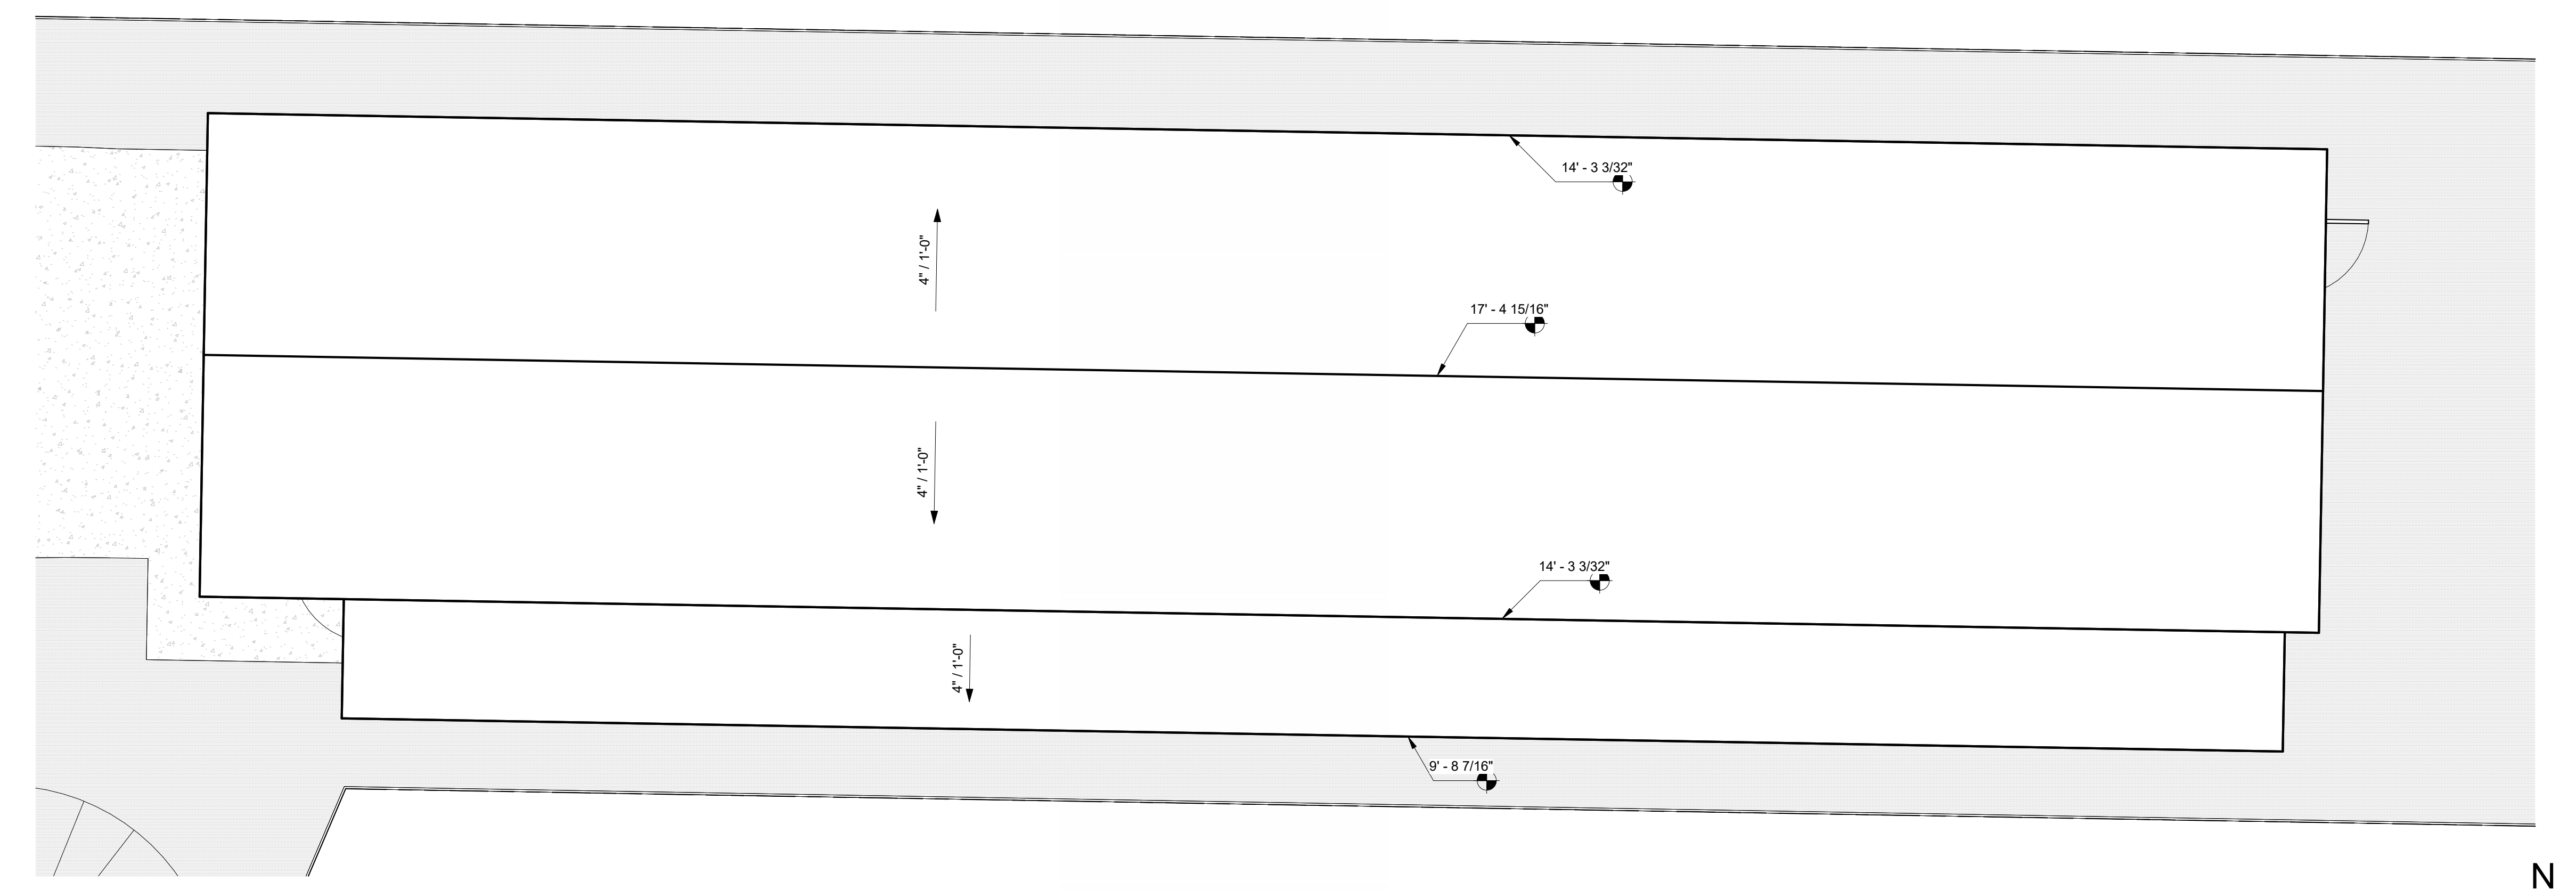 14' - 3 3/32"
4" / 1'-0"
17' - 4 15/16"
4" / 1'-0"
14' - 3 3/32"
4" / 1'-0"
9' - 8 7/16"
N